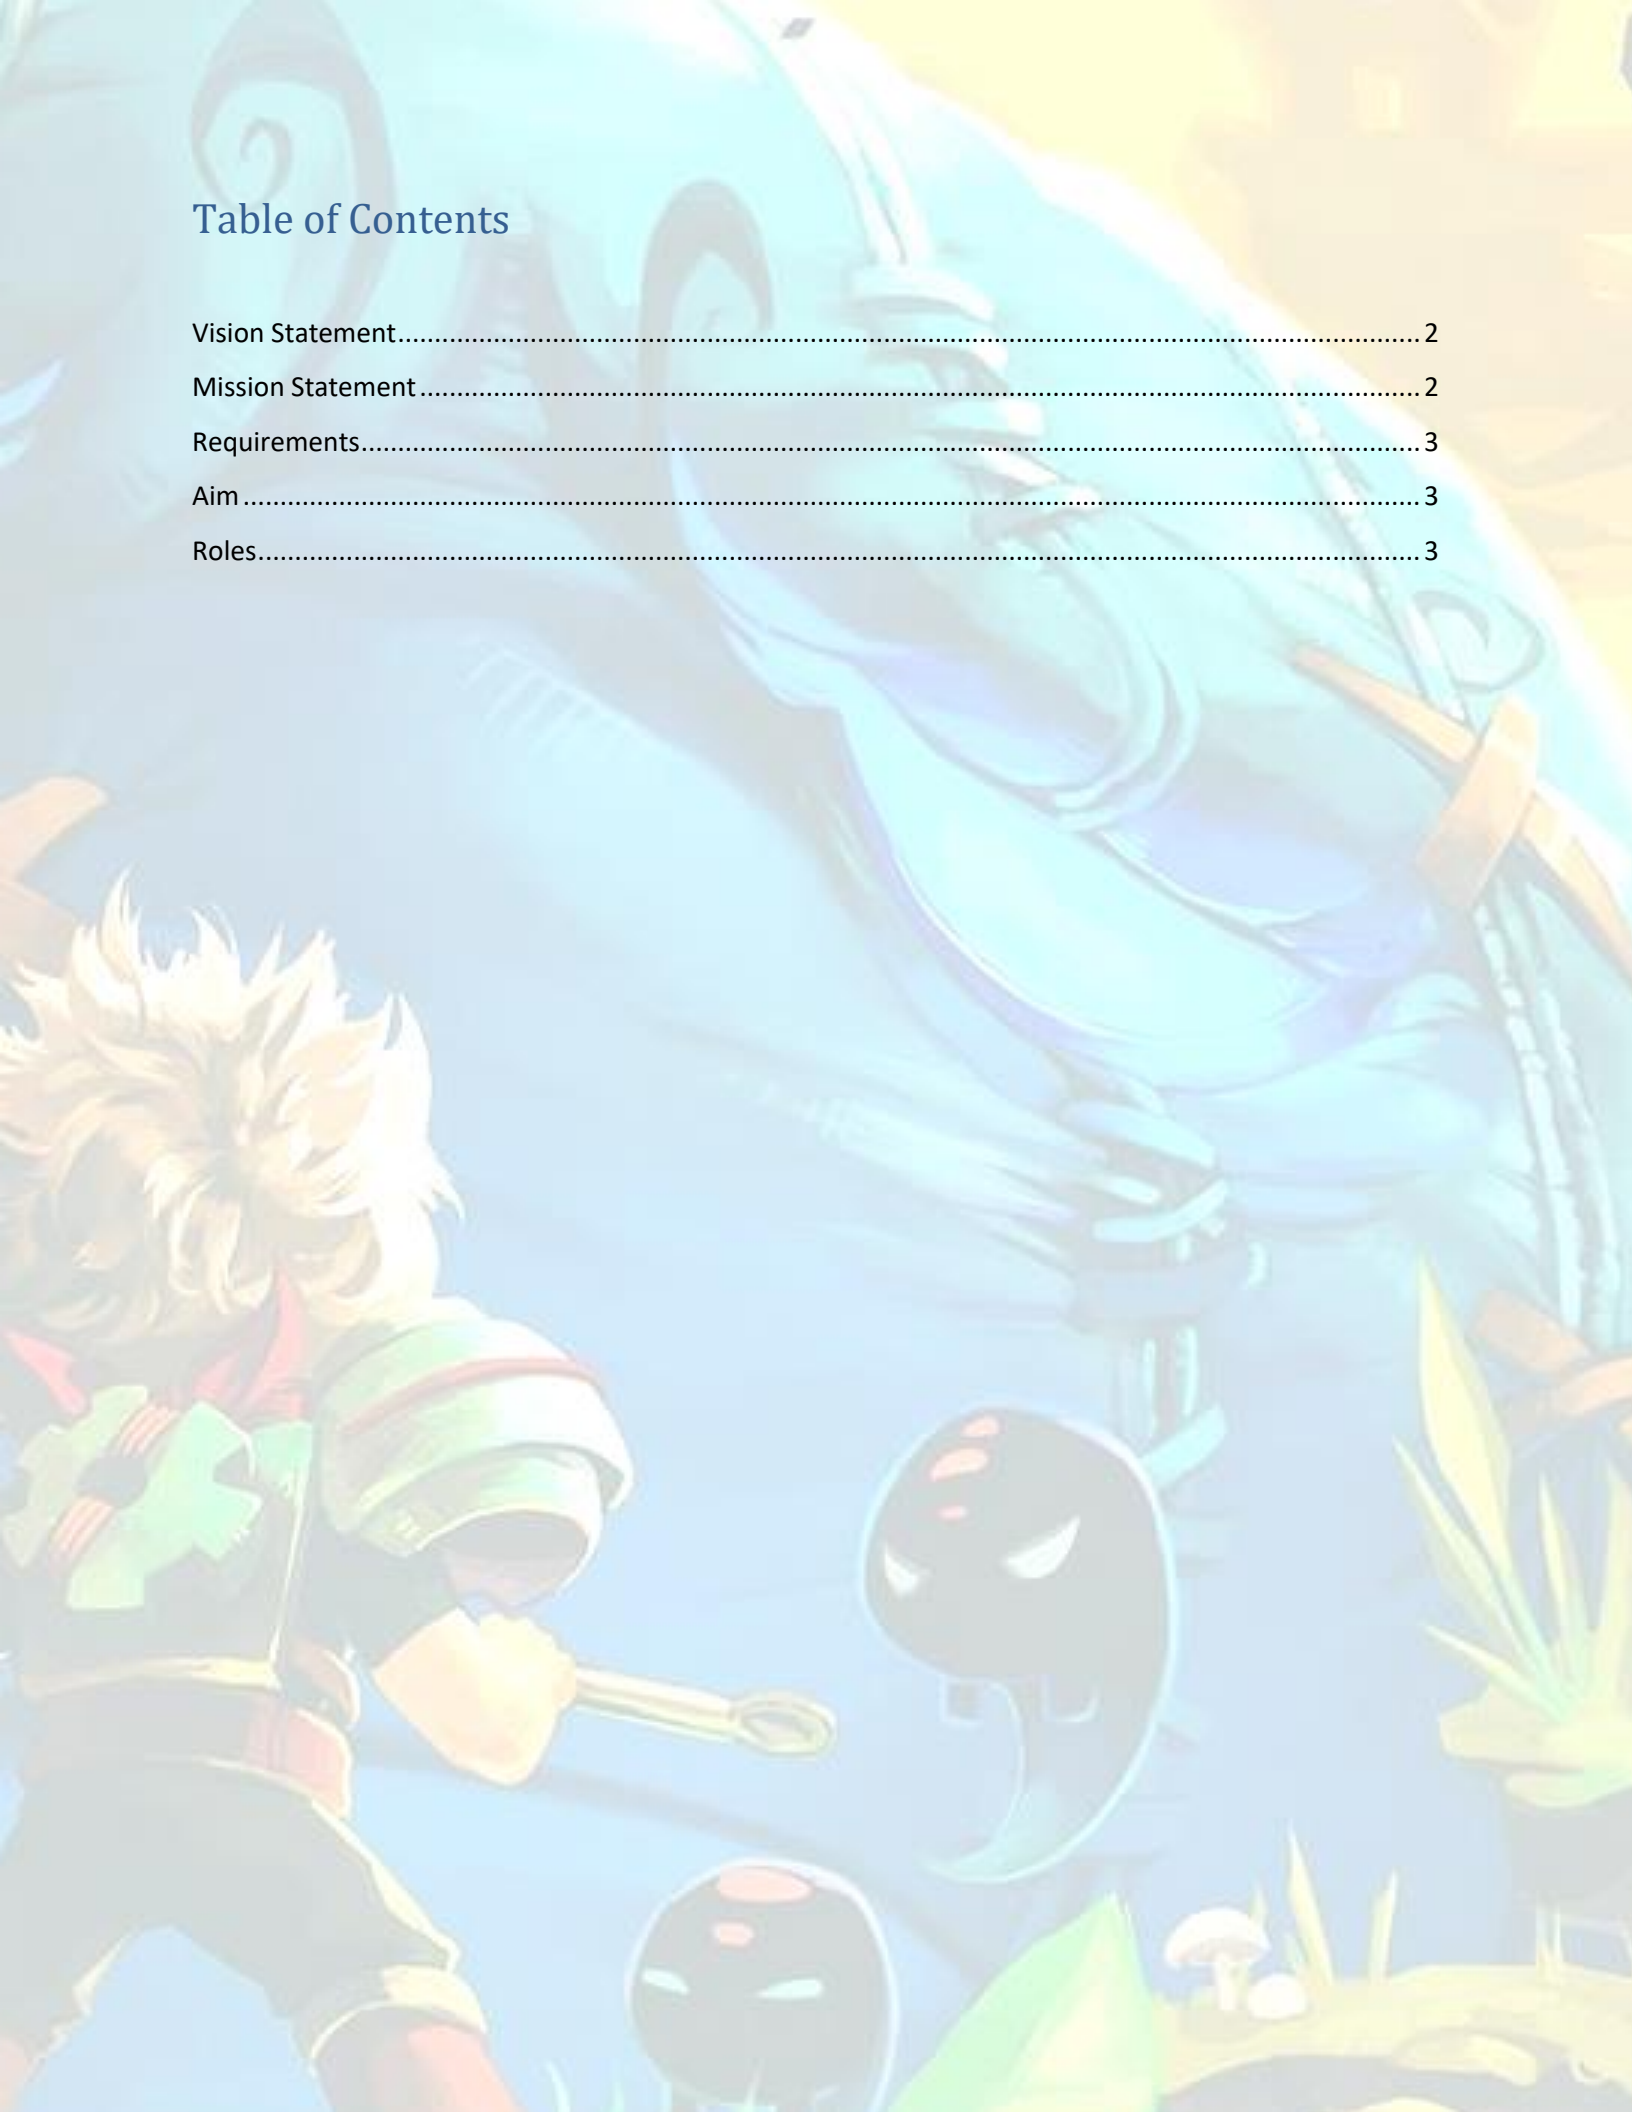 Table of Contents
Vision Statement........................................................................................................................................ 2
Mission Statement..................................................................................................................................... 2
Requirements............................................................................................................................................. 3
Aim ............................................................................................................................................................ 3
Roles........................................................................................................................................................... 3